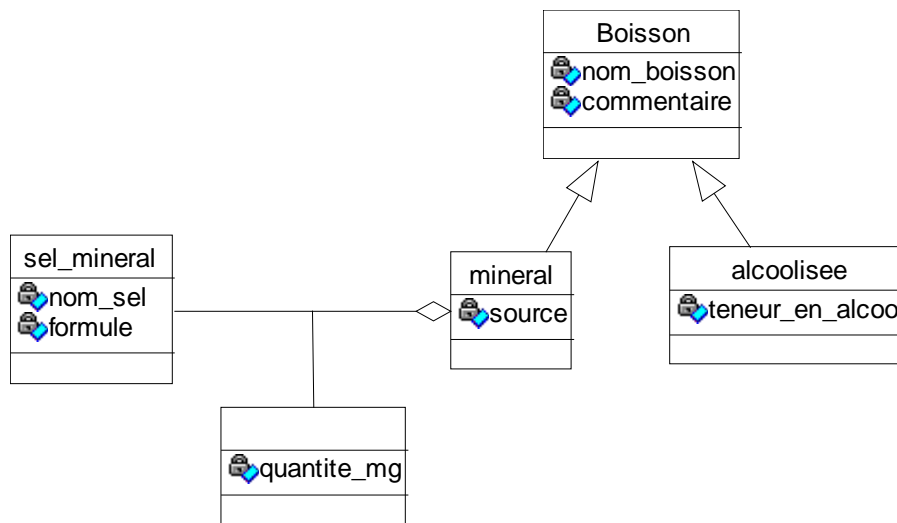 Boisson
nom_boisson
commentaire
sel_mineral
nom_sel
formule
mineral
source
alcoolisee
teneur_en_alcoo
quantite_mg